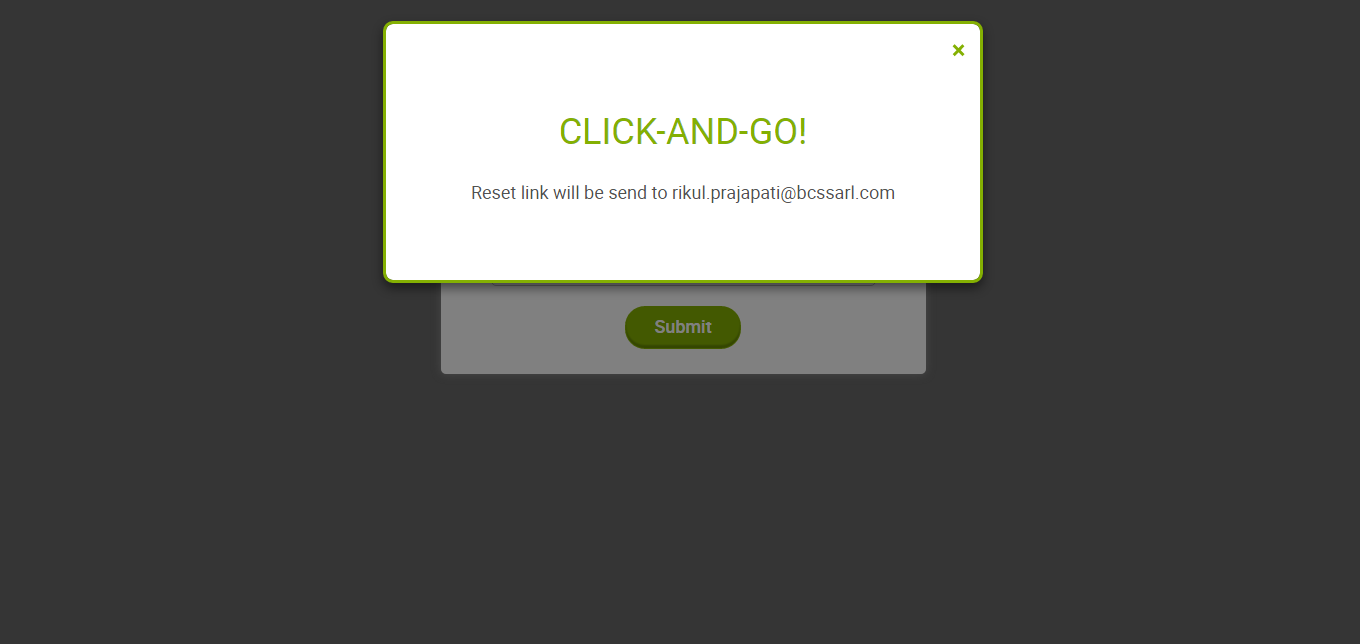 ×
CLICK-AND-GO!
Reset link will be send to rikul.prajapati@bcssarl.com
Submit